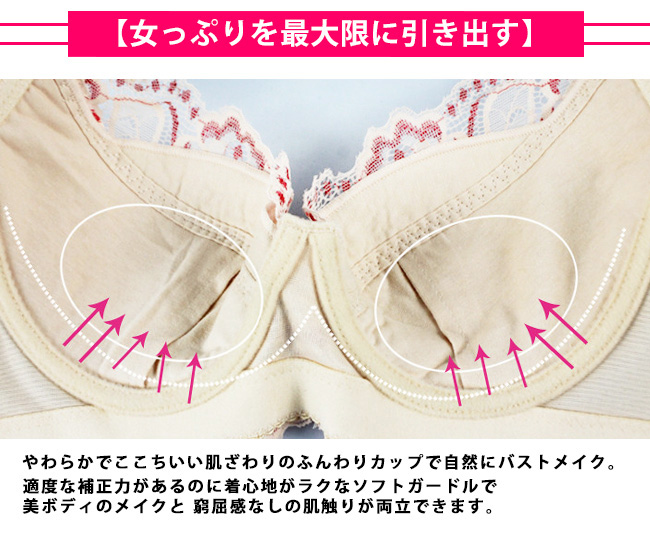 【女っぷりを最大限に引き出す】
やわらかでここちいい肌ざわりのふんわりカップで自然にバストメイク。
適度な補正力があるのに着心地がラクなソフトガードルで
美ボディのメイクと 窮屈感なしの肌触りが両立できます。